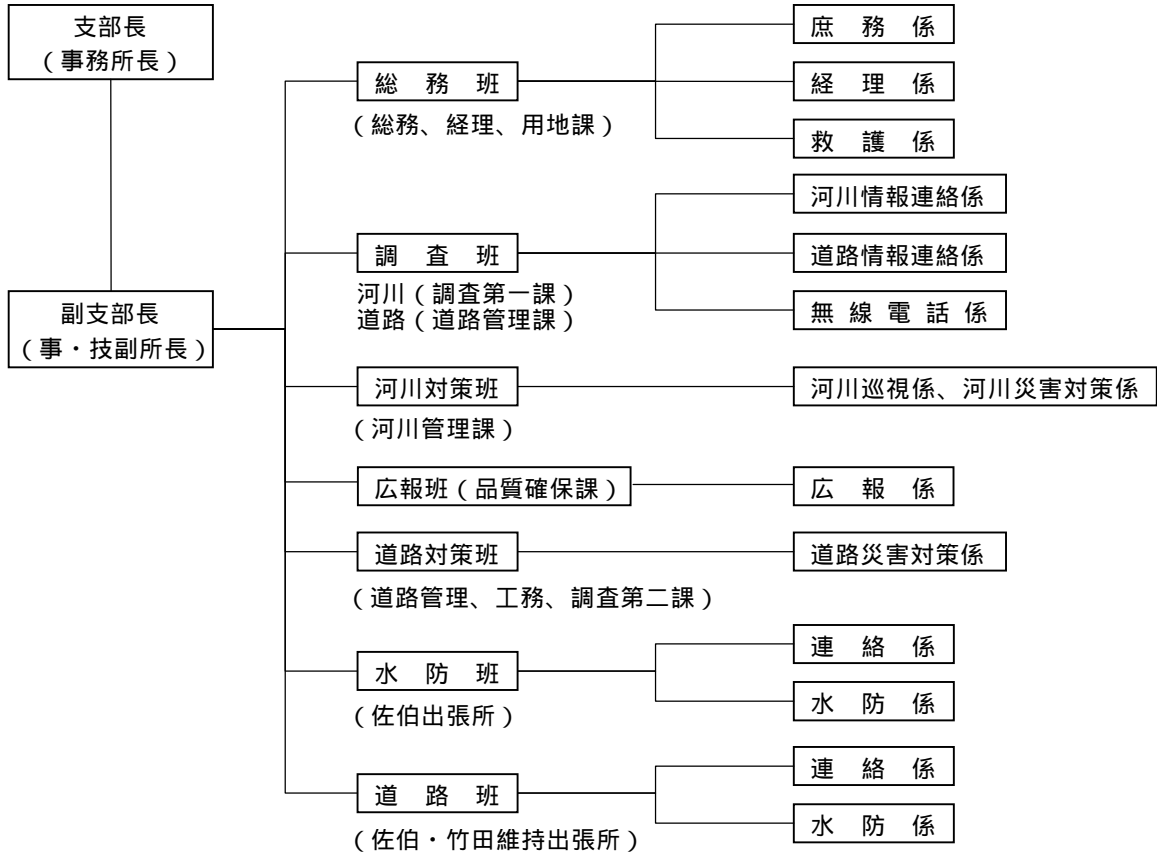 支部長
（事務所長）
副支部長
（事・技副所長）
総務班
（総務、経理、用地課）
庶務係
経理係
救護係
調査班
河川（調査第一課）
道路（道路管理課）
河川情報連絡係
道路情報連絡係
無線電話係
河川対策班
（河川管理課）
河川巡視係、河川災害対策係
広報班（品質確保課）
広報係
道路対策班
（道路管理、工務、調査第二課）
道路災害対策係
水防班
（佐伯出張所）
連絡係
水防係
道路班
（佐伯・竹田維持出張所）
連絡係
水防係